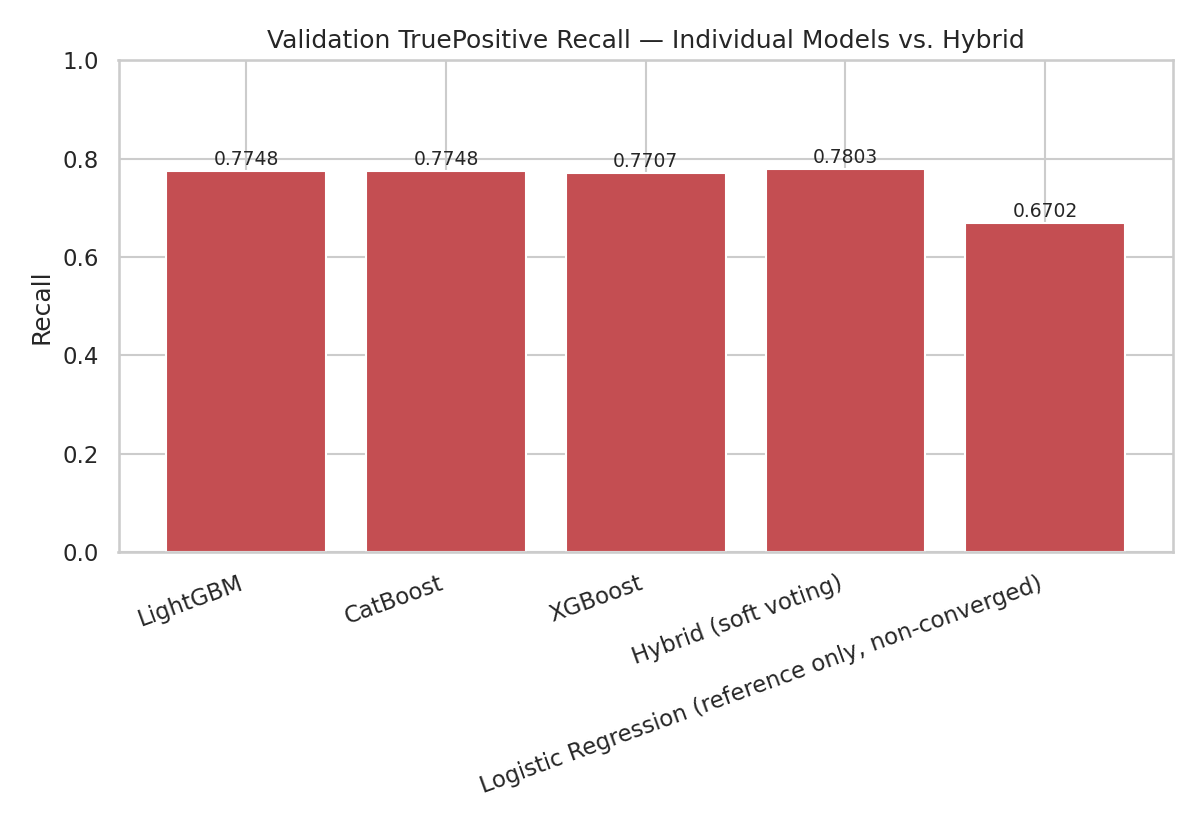 Validation TruePositive Recall — Individual Models vs. Hybrid
Recall
1.0
0.8
0.6
0.4
0.2
0.0
0.7748
0.7748
0.7707
0.7803
0.6702
LightGBM
CatBoost
XGBoost
Hybrid (soft voting)
Logistic Regression (reference only, non-converged)